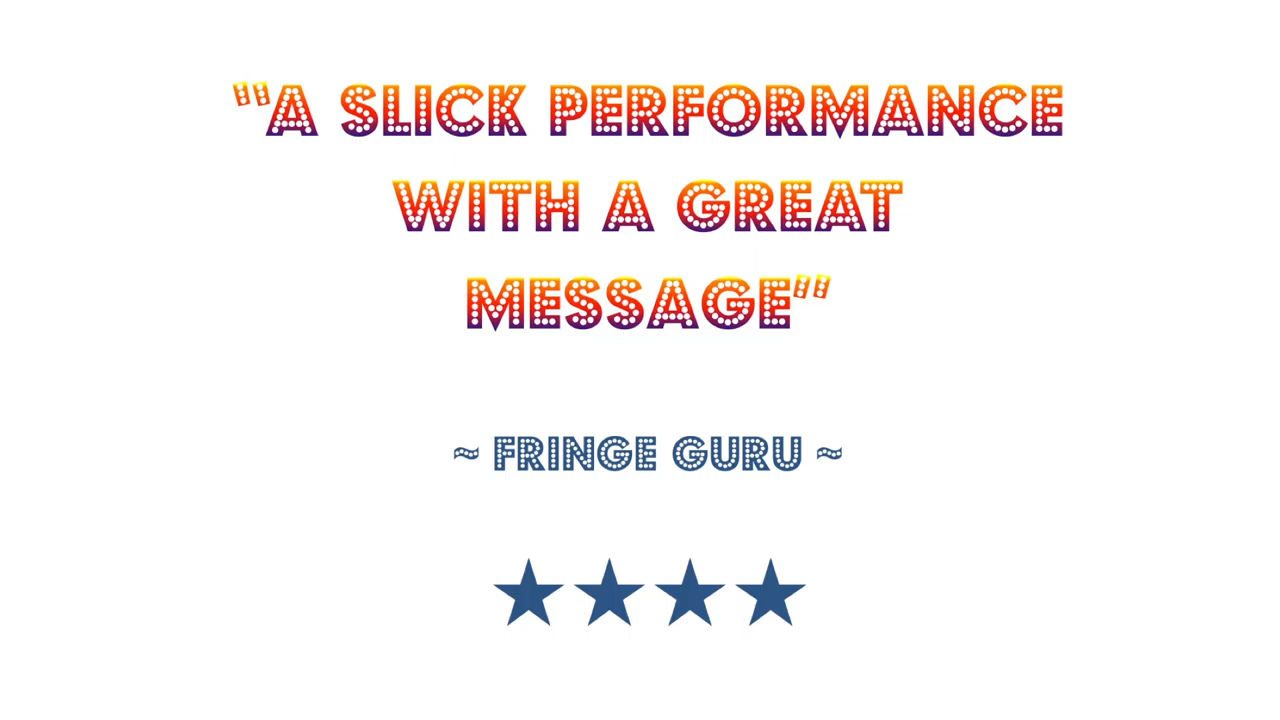 "A SLICK PERFORMANCE
WITH A GREAT
MESSAGE"
~ FRINGE GURU ~